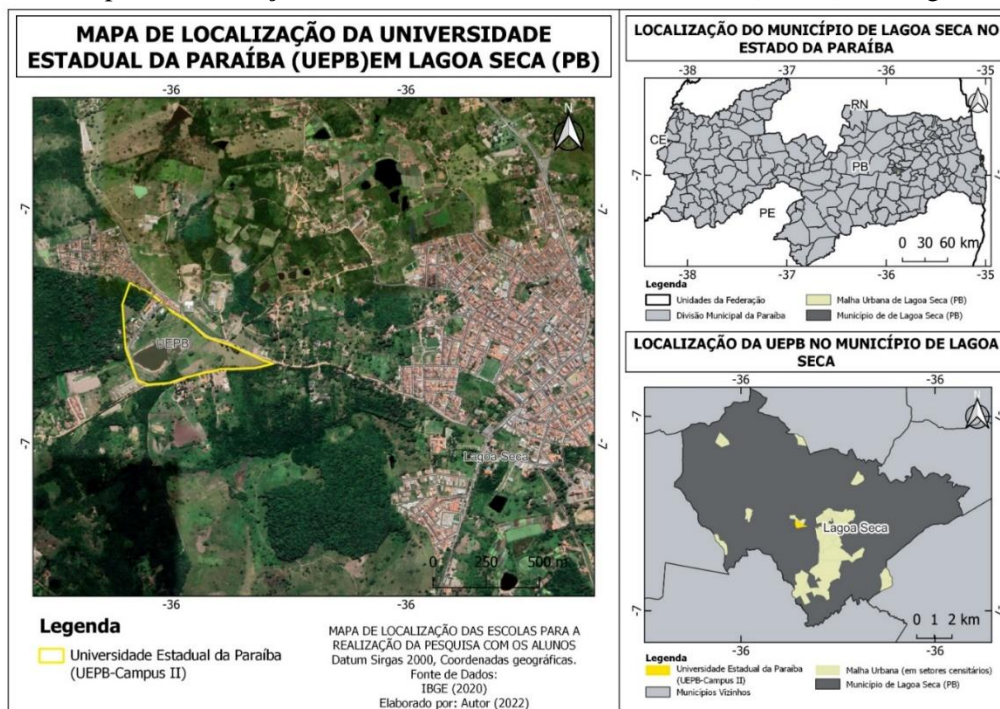 MAPA DE LOCALIZAÇÃO DA UNIVERSIDADE
ESTADUAL DA PARAÍBA (UEPB)EM LAGOA SECA (PB)
-36
-36
N
-7
-7
UEPB
-7
-7
Lagoa Seca
0 250 500 m
-36
-36
Legenda
Universidade Estadual da Paraíba
(UEPB-Campus II)
MAPA DE LOCALIZAÇÃO DAS ESCOLAS PARA A
REALIZAÇÃO DA PESQUISA COM OS ALUNOS
Datum Sirgas 2000, Coordenadas geográficas.
Fonte de Dados:
IBGE (2020)
Elaborado por: Autor (2022)
LOCALIZAÇÃO DO MUNICÍPIO DE LAGOA SECA NO
ESTADO DA PARAÍBA
-38 -37 -36 -35
RN
CE
PB
-7
PE
0 30 60 km
-38 -37 -36 -35
Legenda
Unidades da Federação
Divisão Municipal da Paraíba
Malha Urbana de Lagoa Seca (PB)
Município de de Lagoa Seca (PB)
LOCALIZAÇÃO DA UEPB NO MUNICÍPIO DE LAGOA
SECA
-36 -36
-7
Lagoa Seca
-7
0 1 2 km
-36 -36
Legenda
Universidade Estadual da Paraíba
(UEPB-Campus II)
Municípios Vizinhos
Malha Urbana (em setores censitários)
Município de Lagoa Seca (PB)